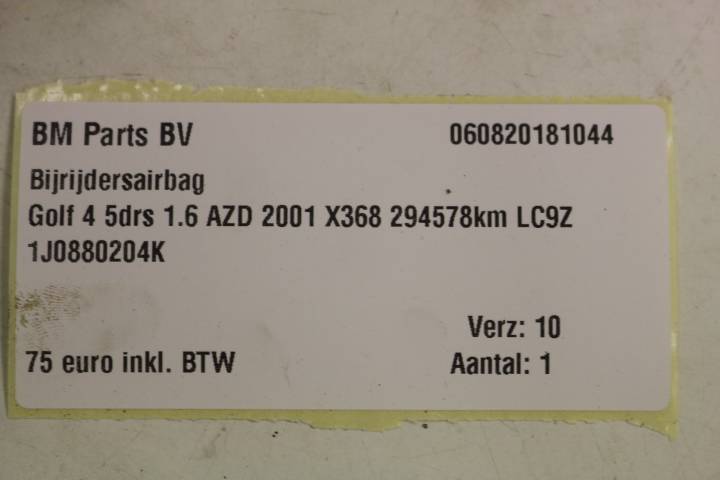 BM Parts BV 060820181044
Bijrijdersairbag
Golf 4 5drs 1.6 AZD 2001 X368 294578km LC9Z
1J0880204K
Verz: 10
75 euro inkl. BTW Aantal: 1